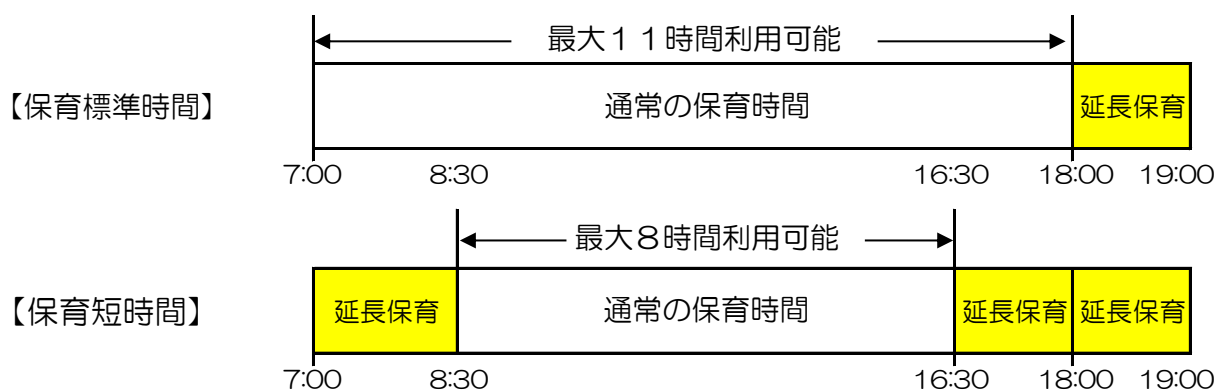 最大１１時間利用可能
【保育標準時間】 通常の保育時間 延長保育
7:00 8:30 16:30 18:00 19:00
最大８時間利用可能
【保育短時間】 延長保育 通常の保育時間 延長保育 延長保育
7:00 8:30 16:30 18:00 19:00